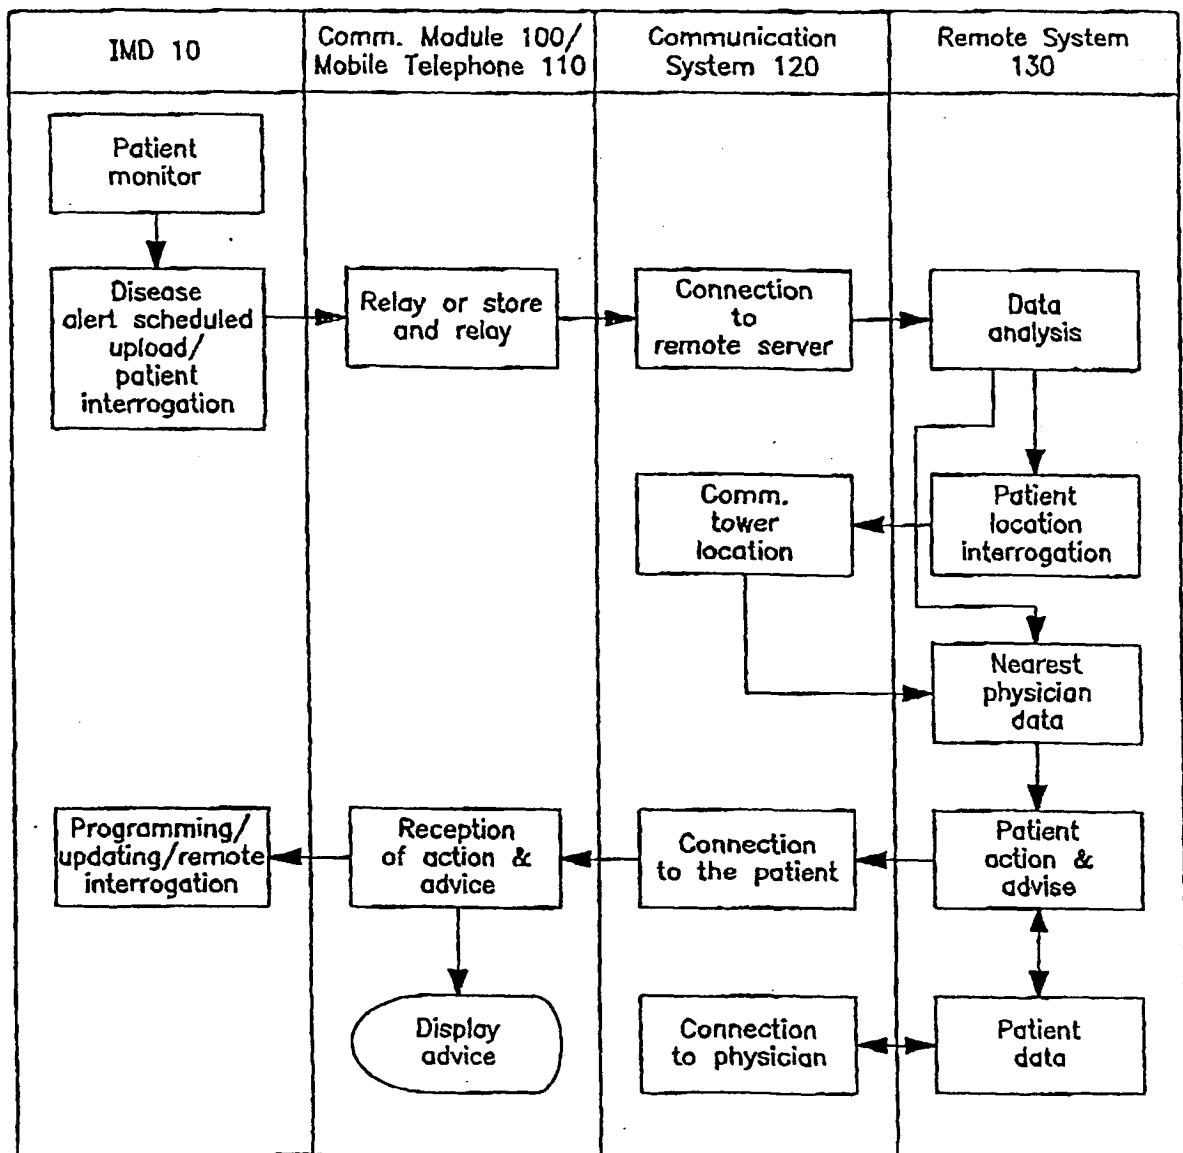 IMD 10
Comm. Module 100/
Mobile Telephone 110
Communication
System 120
Remote System
130
Patient
monitor
Disease
alert scheduled
upload/
patient
interrogation
Relay or store
and relay
Connection
to
remote server
Data
analysis
Comm.
tower
location
Patient
location
interrogation
Nearest
physician
data
Programming/
updating/remote
interrogation
Reception
of action &
advice
Connection
to the patient
Patient
action &
advise
Display
advice
Connection
to physician
Patient
data